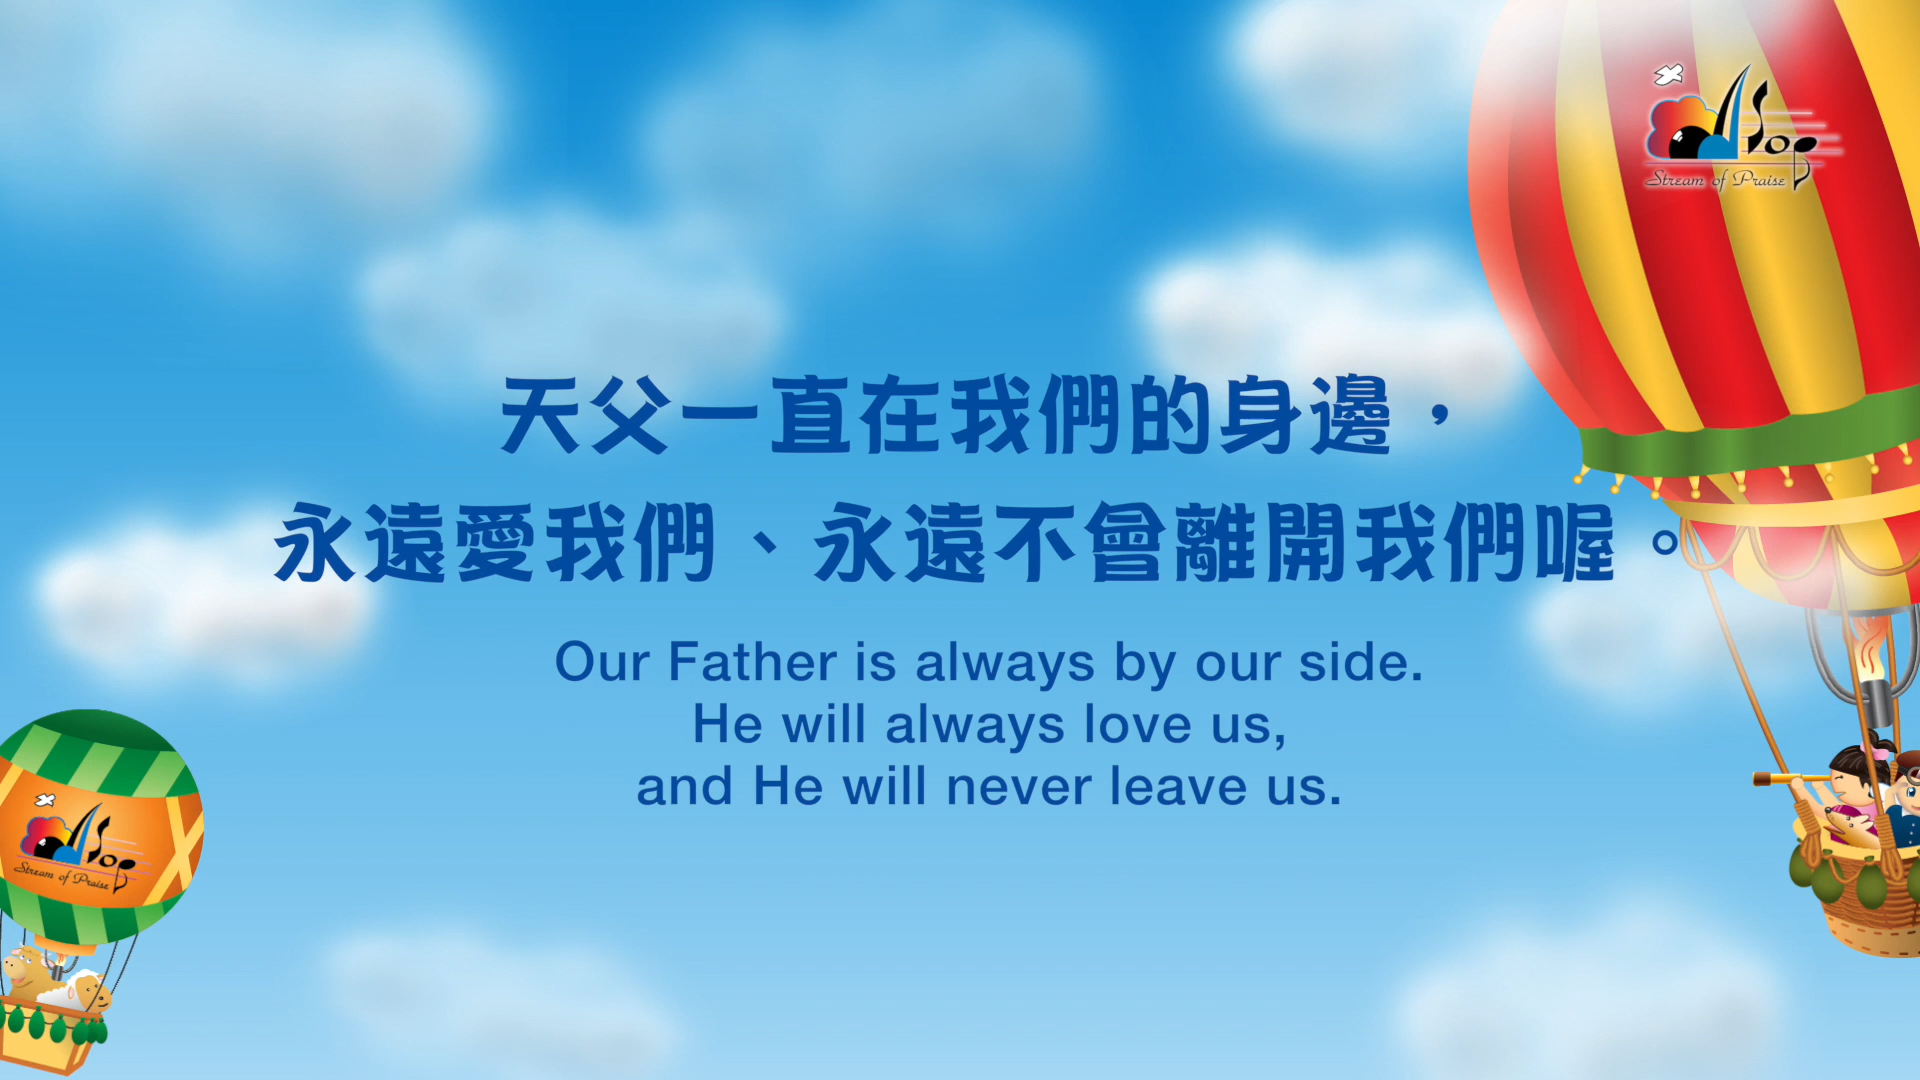 SOP
Stream of Praise
天父一直在我們的身邊，
永遠愛我們、永遠不會離開我們喔。
Our Father is always by our side.
He will always love us,
and He will never leave us.
SOP
Stream of Praise